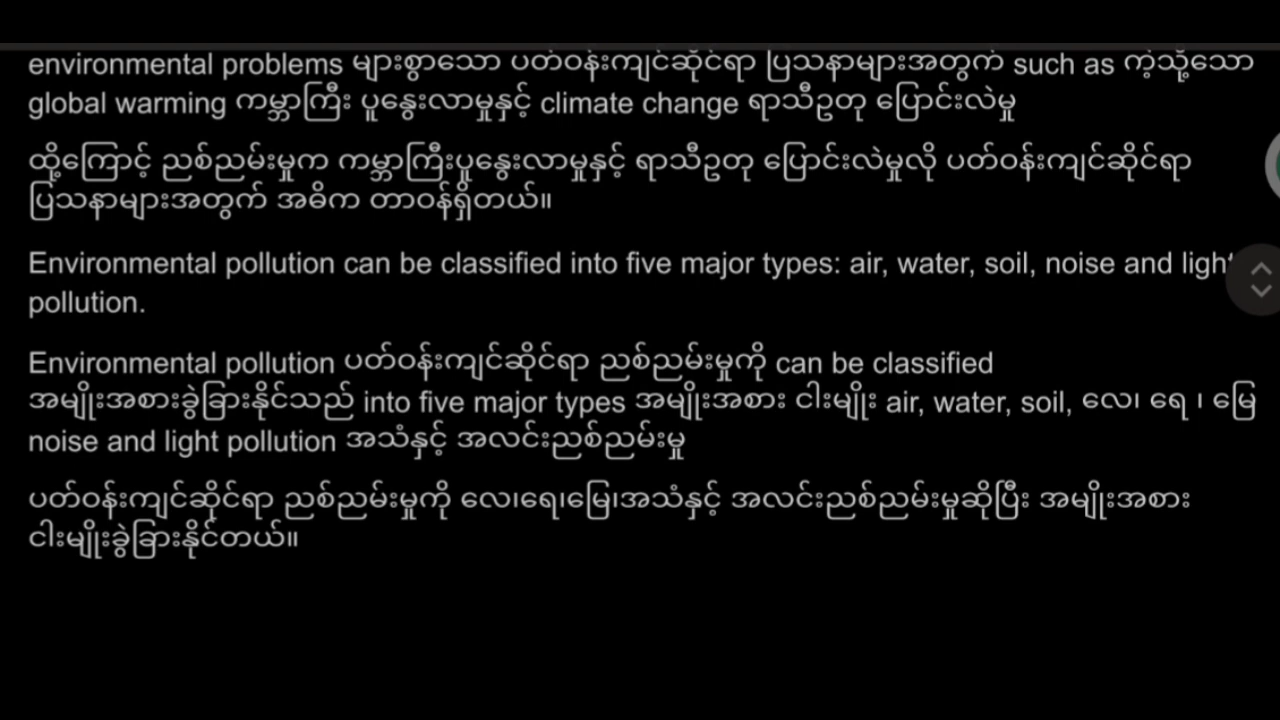 environmental problems များစွာသော ပတ်ဝန်းကျင်ဆိုင်ရာ ပြသနာများအတွက် such as ကဲ့သို့သော
global warming ကမ္ဘာကြီး ပူနွေးလာမှုနှင့် climate change ရာသီဥတု ပြောင်းလဲမှု
ထို့ကြောင့် ညစ်ညမ်းမှုက ကမ္ဘာကြီးပူနွေးလာမှုနှင့် ရာသီဥတု ပြောင်းလဲမှုလို ပတ်ဝန်းကျင်ဆိုင်ရာ
ပြသနာများအတွက် အဓိက တာဝန်ရှိတယ်။
Environmental pollution can be classified into five major types: air, water, soil, noise and light
pollution.
Environmental pollution ပတ်ဝန်းကျင်ဆိုင်ရာ ညစ်ညမ်းမှုကို can be classified
အမျိုးအစားခွဲခြားနိုင်သည် into five major types အမျိုးအစား ငါးမျိုး air, water, soil, လေ၊ ရေ ၊ မြေ
noise and light pollution အသံနှင့် အလင်းညစ်ညမ်းမှု
ပတ်ဝန်းကျင်ဆိုင်ရာ ညစ်ညမ်းမှုကို လေ၊ရေ၊မြေ၊အသံနှင့် အလင်းညစ်ညမ်းမှုဆိုပြီး အမျိုးအစား
ငါးမျိုးခွဲခြားနိုင်တယ်။